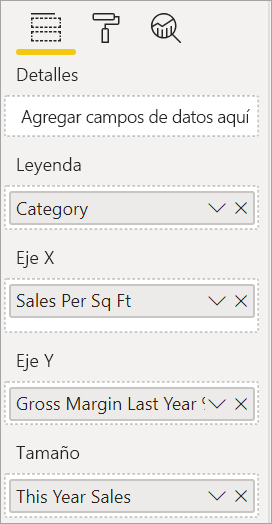 Detalles
Agregar campos de datos aquí
Leyenda
Category
Eje X
Sales Per Sq Ft
Eje Y
Gross Margin Last Year
Tamaño
This Year Sales